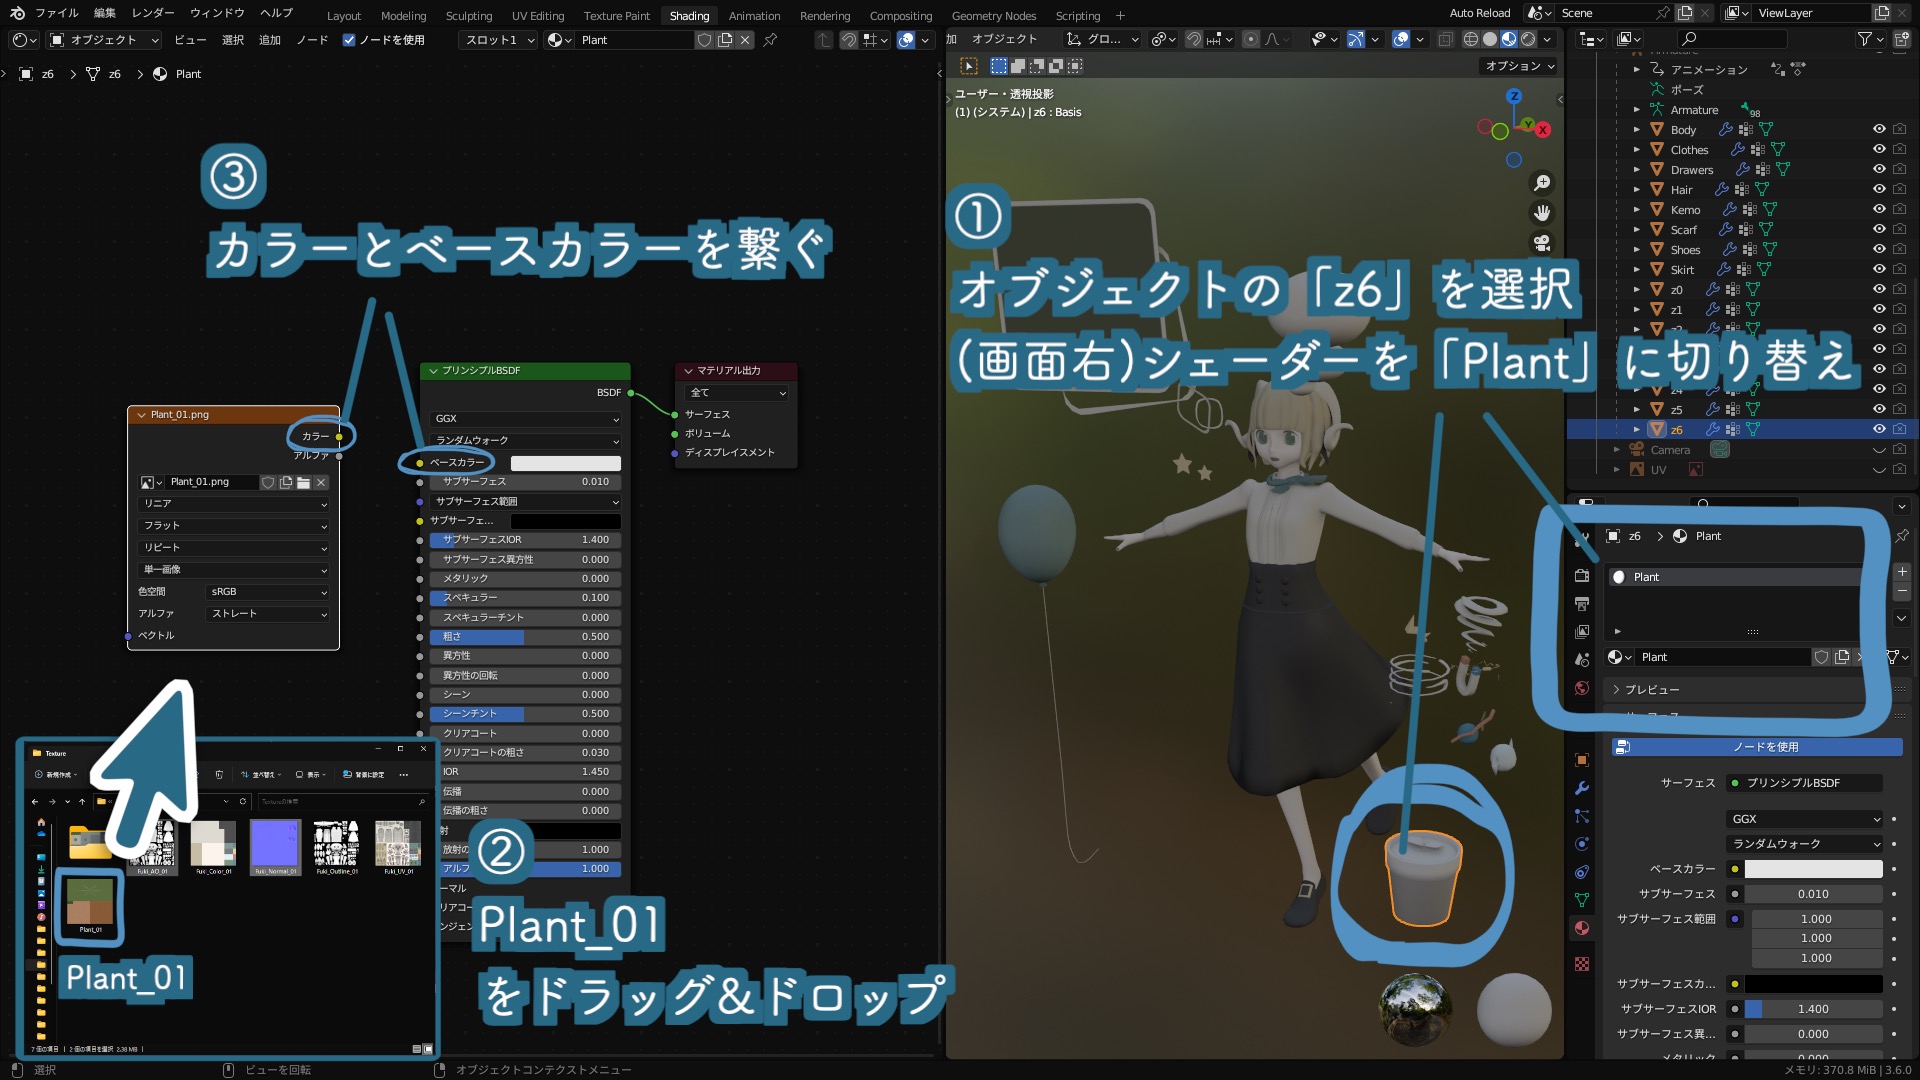 ファイル 編集 レンダー ウィンドウ ヘルプ Layout Modeling Sculpting UV Editing Texture Paint Shading Animation Rendering Compositing Geometry Nodes Scripting + Auto Reload Scene ViewLayer
オブジェクト ビュー 選択 追加 ノード ノードを使用 スロット1 Plant
加 オブジェクト グロ...
オプション
z6 z6 Plant
ユーザー・透視投影
(1) (システム) | z6 : Basis
Z
Y
X
③
カラーとベースカラーを繋ぐ
①
オブジェクトの「z6」を選択
(画面右)シェーダーを「Plant」に切り替え
Plant_01.png
カラー
アルファ
Plant_01.png
リニア
フラット
リピート
単一画像
色空間 sRGB
アルファ ストレート
ベクトル
プリンシプルBSDF
BSDF
GGX
ランダムウォーク
ベースカラー
サブサーフェス 0.010
サブサーフェス範囲
サブサーフェ...
サブサーフェスIOR 1.400
サブサーフェス異方性 0.000
メタリック 0.000
スペキュラー 0.100
スペキュラーチント 0.000
粗さ 0.500
異方性 0.000
異方性の回転 0.000
シーン 0.000
シーンチント 0.500
クリアコート 0.000
クリアコートの粗さ 0.030
IOR 1.450
伝播 0.000
伝播の粗さ 0.000
射
放射の 1.000
アルフ 1.000
ーマル
リアコー
ンジェン
マテリアル出力
全て
サーフェス
ボリューム
ディスプレイスメント
Texture
新規作成 並べ替え 表示 背景に設定 ...
Textureの検索
Fuki_AO_01 Fuki_Color_01 Fuki_Normal_01 Fuki_Outline_01 Fuki_UV_01
Plant_01
Plant_01
7 個の項目 | 2 個の項目を選択 2.38 MB |
②
Plant_01
をドラッグ&ドロップ
アニメーション
ポーズ
Armature 98
Body
Clothes
Drawers
Hair
Kemo
Scarf
Shoes
Skirt
z0
z1
z4
z5
z6
Camera
UV
z6 Plant
Plant
Plant
プレビュー
ノードを使用
サーフェス プリンシプルBSDF
GGX
ランダムウォーク
ベースカラー
サブサーフェス 0.010
サブサーフェス範囲 1.000
1.000
1.000
サブサーフェスカ...
サブサーフェスIOR 1.400
サブサーフェス異... 0.000
メタリック 0.000
選択 ビューを回転 オブジェクトコンテクストメニュー メモリ: 370.8 MiB | 3.6.0